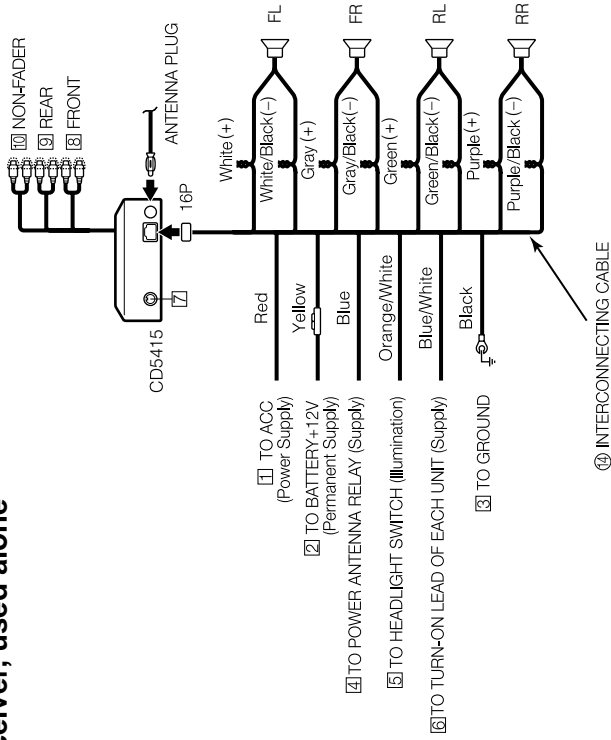 ceiver, used alone
10 NON-FADER
9 REAR
8 FRONT
ANTENNA PLUG
16P
7
CD5415
White(+)
White/Black(-)
FL
Gray (+)
Gray/Black(-)
FR
Green(+)
Green/Black(-)
RL
Purple(+)
Purple/Black(-)
RR
Red
Yellow
Blue
Orange/White
Blue/White
Black
1 TO ACC
(Power Supply)
2 TO BATTERY+12V
(Permanent Supply)
4 TO POWER ANTENNA RELAY (Supply)
5 TO HEADLIGHT SWITCH (Illumination)
6 TO TURN-ON LEAD OF EACH UNIT (Supply)
3 TO GROUND
⑭ INTERCONNECTING CABLE